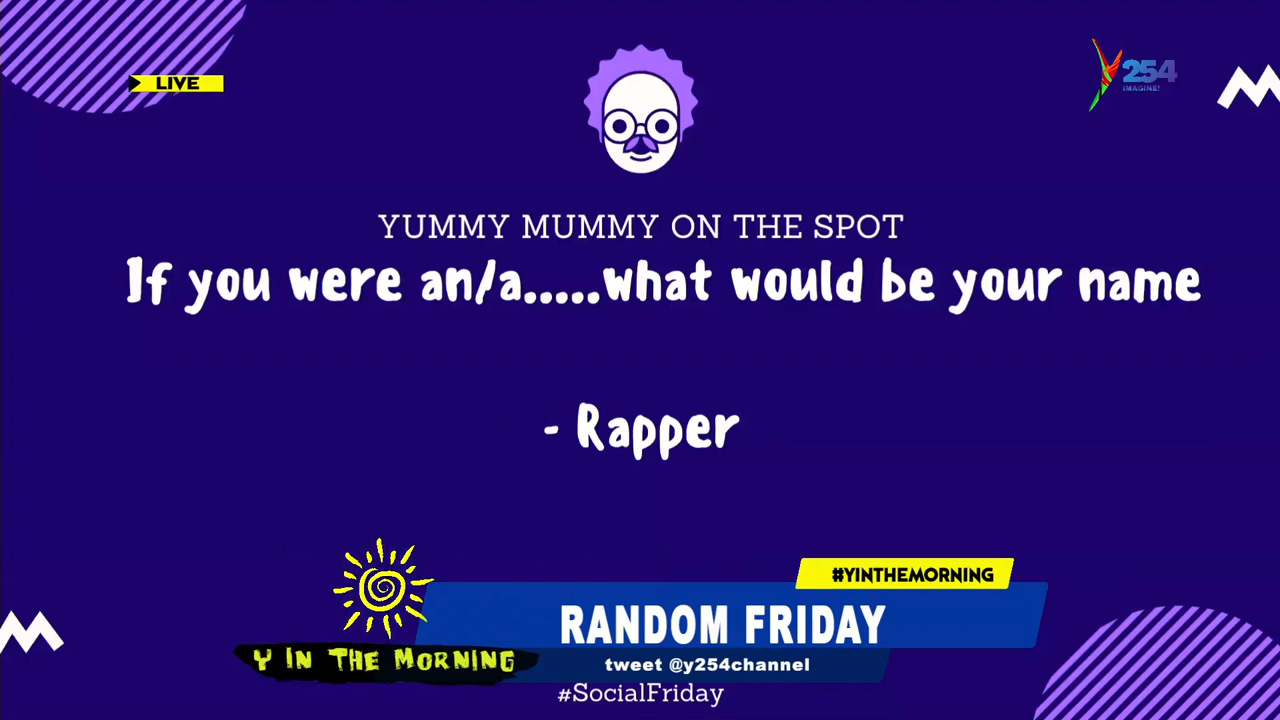 LIVE
254
IMAGINE!
YUMMY MUMMY ON THE SPOT
If you were an/a.....what would be your name
- Rapper
#YINTHEMORNING
RANDOM FRIDAY
Y IN THE MORNING
tweet @y254channel
#SocialFriday